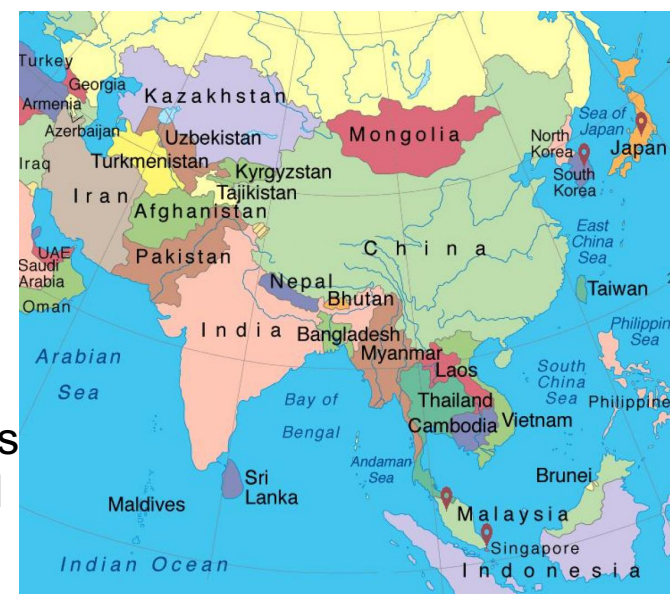 Turkey
Georgia
Armenia
Azerbaijan
Kazakhstan
Uzbekistan
Turkmenistan
Kyrgyzstan
Tajikistan
Mongolia
North
Korea
South
Korea
Sea of
Japan
Japan
Iraq
Iran
Afghanistan
Pakistan
China
East
China
Sea
UAE
Saudi
Arabia
Oman
Nepal
Bhutan
India
Bangladesh
Myanmar
Laos
Taiwan
Philippin
Sea
Arabian
Sea
Bay of
Bengal
Thailand
Cambodia
Vietnam
South
China
Sea
Philippine
Andaman
Sea
Sri
Lanka
Maldives
Brunei
Malaysia
Singapore
Indian Ocean
Indonesia